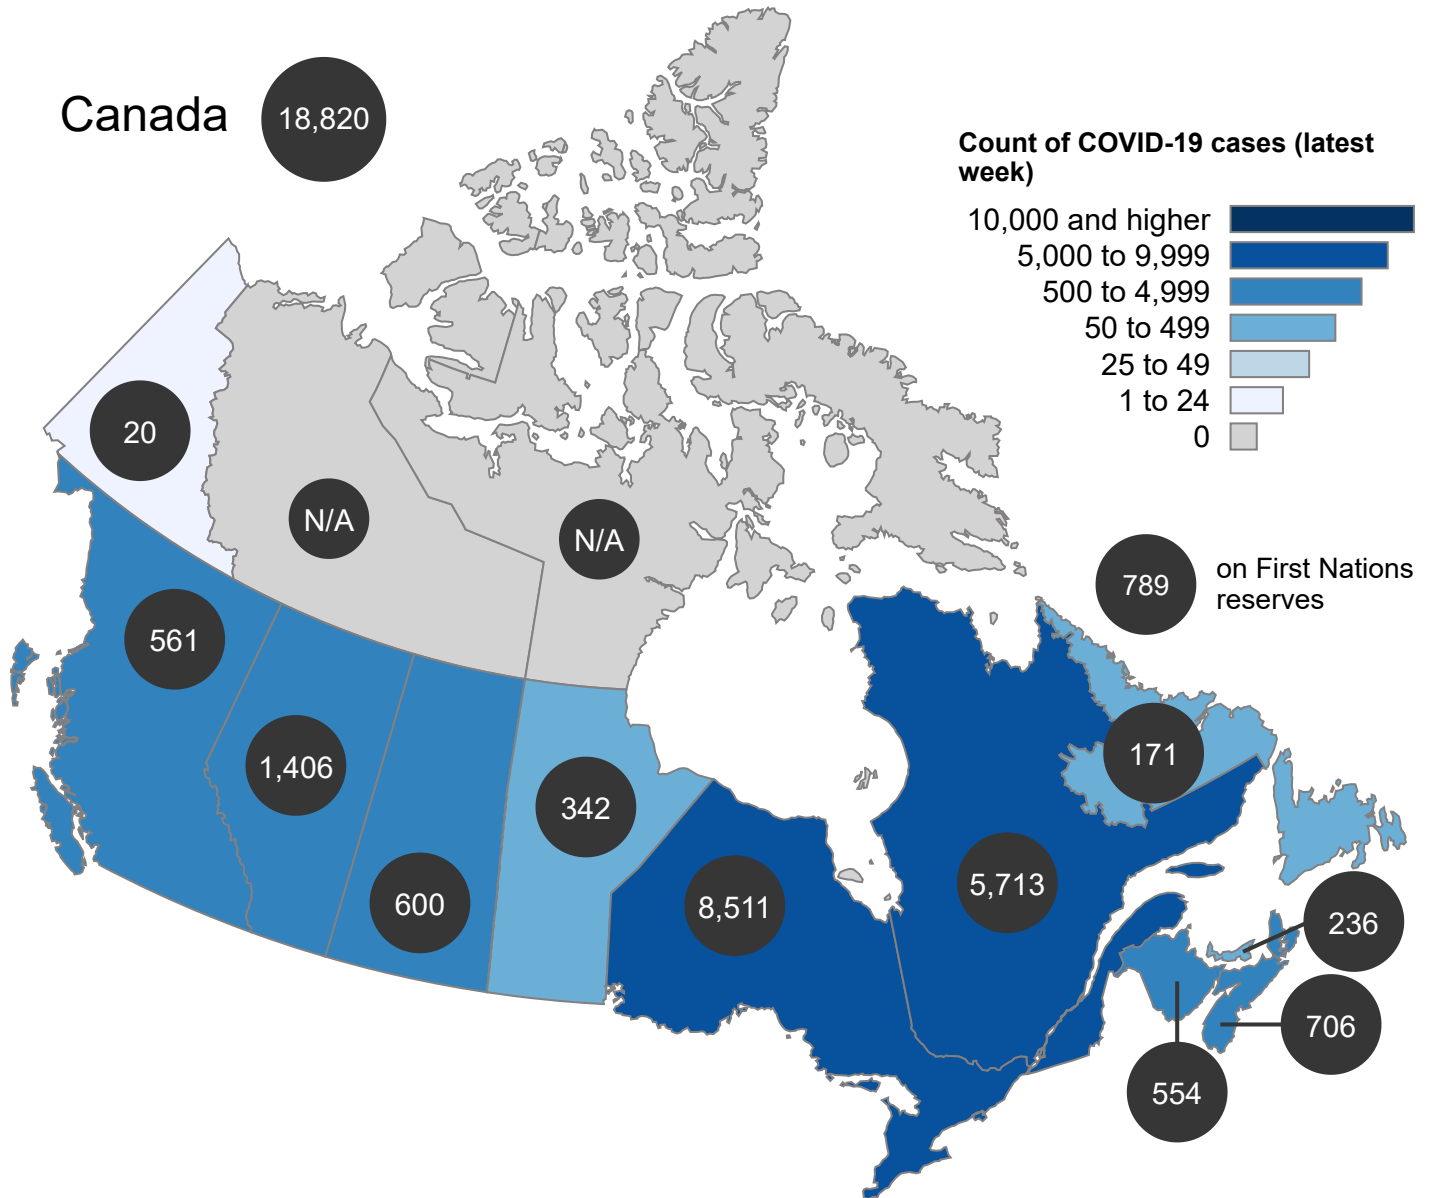 Canada
18,820
Count of COVID-19 cases (latest
week)
10,000 and higher
5,000 to 9,999
500 to 4,999
50 to 499
25 to 49
1 to 24
0
20
N/A
N/A
789
on First Nations
reserves
561
1,406
171
342
600
8,511
5,713
236
706
554